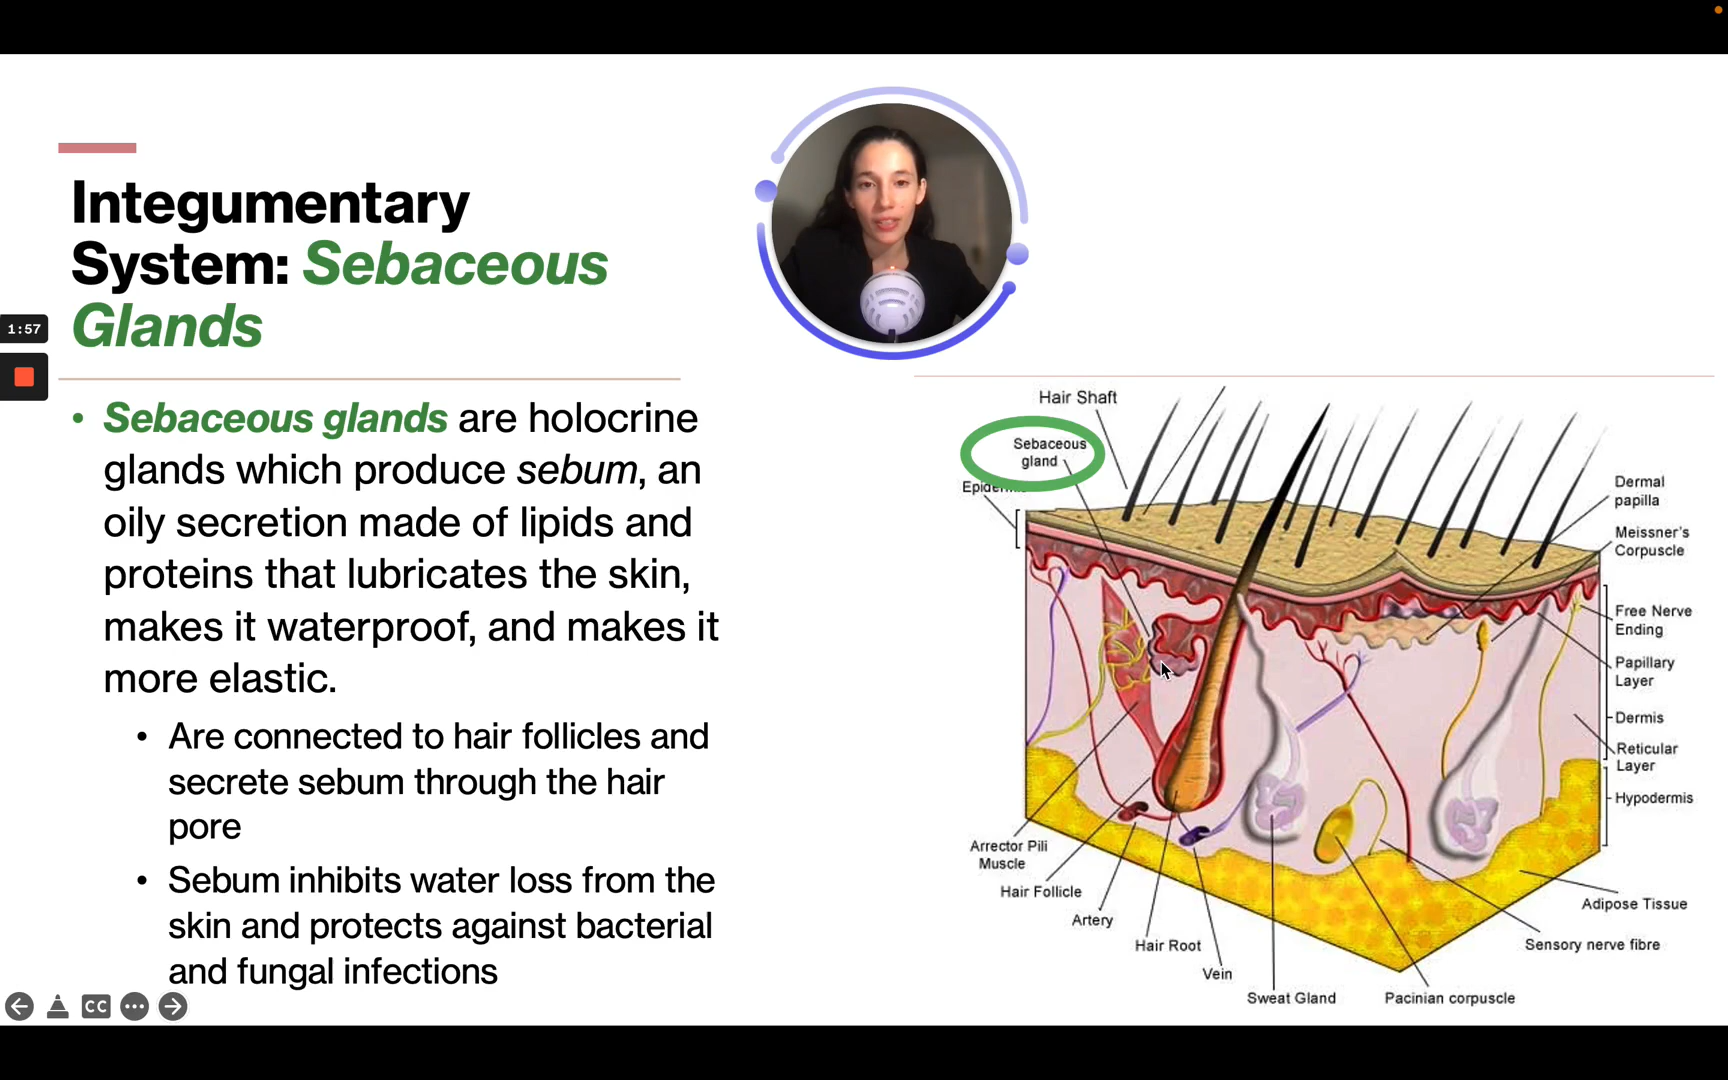 Integumentary
System: Sebaceous
Glands
1:57
• Sebaceous glands are holocrine
glands which produce sebum, an
oily secretion made of lipids and
proteins that lubricates the skin,
makes it waterproof, and makes it
more elastic.
• Are connected to hair follicles and
secrete sebum through the hair
pore
• Sebum inhibits water loss from the
skin and protects against bacterial
and fungal infections
CC
Hair Shaft
Sebaceous
gland
Dermal
papilla
Meissner's
Corpuscle
Free Nerve
Ending
Papillary
Layer
Dermis
Reticular
Layer
Hypodermis
Arrector Pili
Muscle
Hair Follicle
Artery
Hair Root
Vein
Sweat Gland
Pacinian corpuscle
Sensory nerve fibre
Adipose Tissue